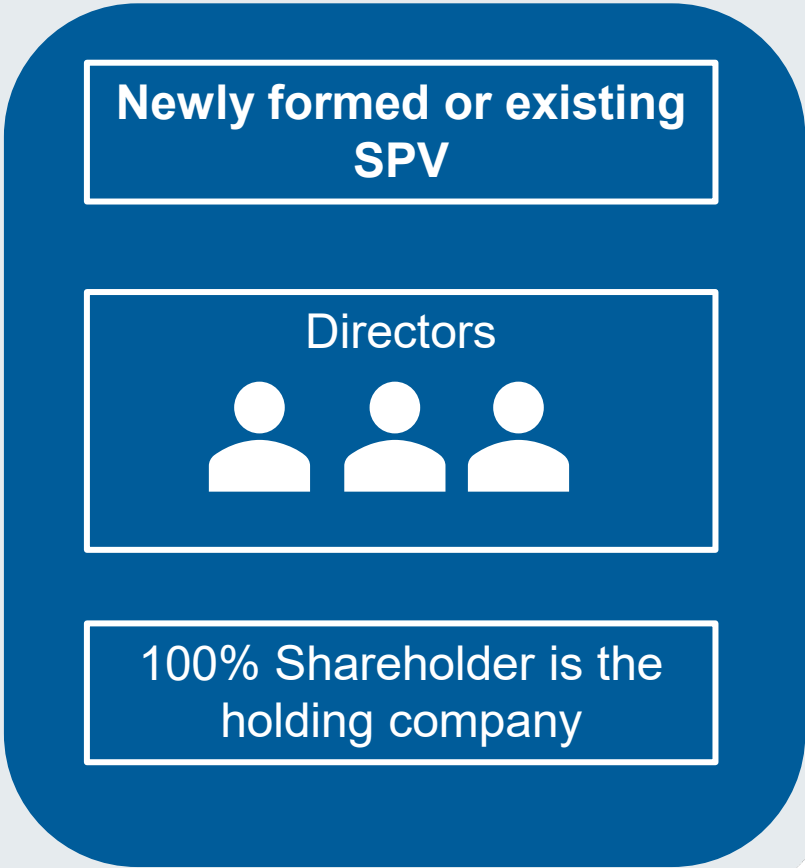 Newly formed or existing
SPV
Directors
100% Shareholder is the
holding company